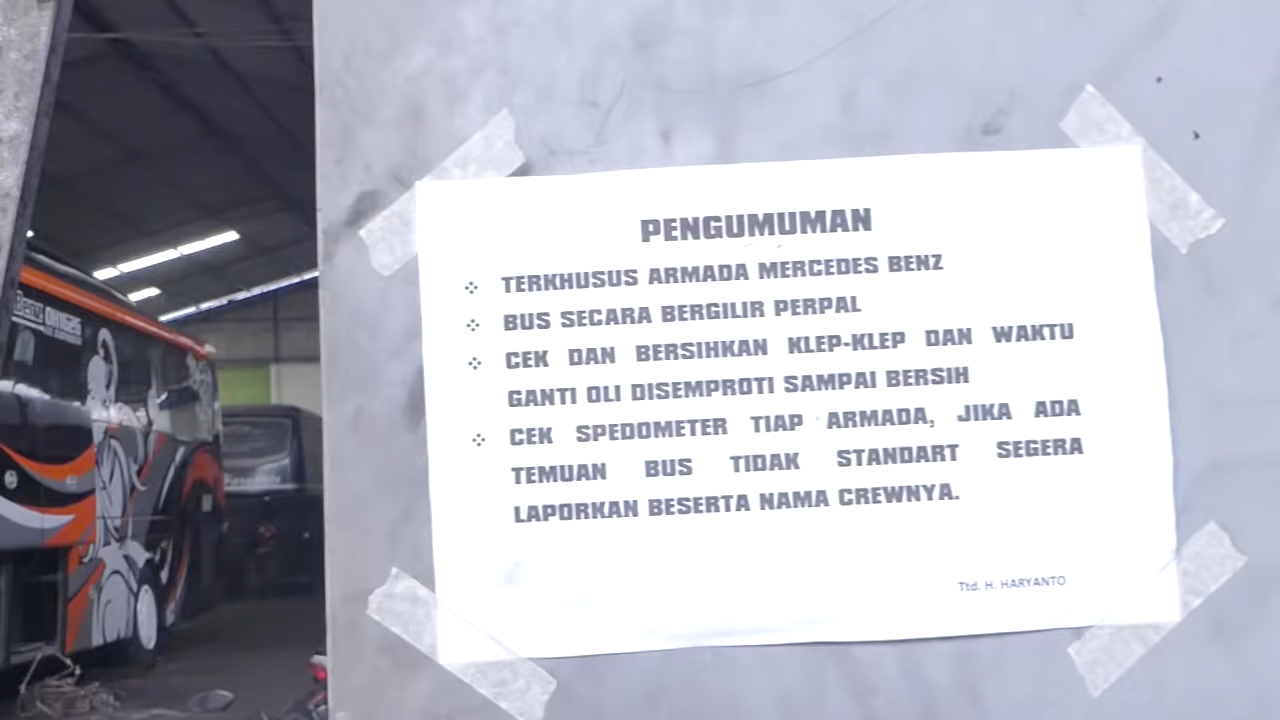 PENGUMUMAN
TERKHUSUS ARMADA MERCEDES BENZ
BUS SECARA BERGILIR PERPAL
CEK DAN BERSIHKAN KLEP-KLEP DAN WAKTU
GANTI OLI DISEMPROTI SAMPAI BERSIH
CEK SPEDOMETER TIAP ARMADA, JIKA ADA
TEMUAN BUS TIDAK STANDART SEGERA
LAPORKAN BESERTA NAMA CREWNYA.
Ttd. H. HARYANTO
Benz